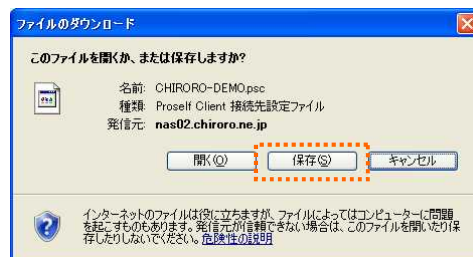 ファイルのダウンロード
このファイルを開くか、または保存しますか?
名前: CHIRORO-DEMO.psc
種類: Proself Client 接続先設定ファイル
発信元: nas02.chiroro.ne.jp
開く(O) 保存(S) キャンセル
インターネットのファイルは役に立ちますが、ファイルによってはコンピューターに問題
を起こすものもあります。発信元が信頼できない場合は、このファイルを開いたり保
存したりしないでください。危険性の説明